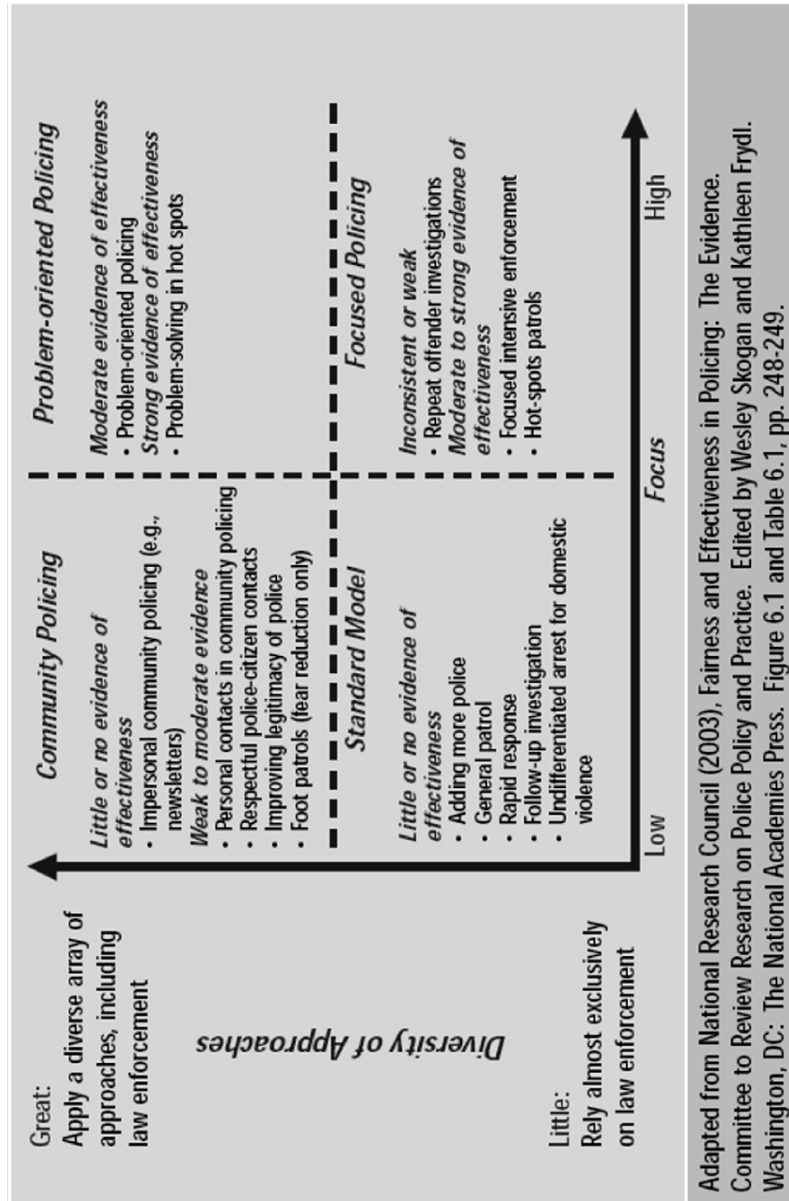 Great:
Apply a diverse array of
approaches, including
law enforcement
Diversity of Approaches
Little:
Rely almost exclusively
on law enforcement
Community Policing
Little or no evidence of
effectiveness
• Impersonal community policing (e.g.,
newsletters)
Weak to moderate evidence
• Personal contacts in community policing
• Respectful police-citizen contacts
• Improving legitimacy of police
• Foot patrols (fear reduction only)
Problem-oriented Policing
Moderate evidence of effectiveness
• Problem-oriented policing
Strong evidence of effectiveness
• Problem-solving in hot spots
Standard Model
Little or no evidence of
effectiveness
• Adding more police
• General patrol
• Rapid response
• Follow-up investigation
• Undifferentiated arrest for domestic
violence
Focused Policing
Inconsistent or weak
• Repeat offender investigations
Moderate to strong evidence of
effectiveness
• Focused intensive enforcement
• Hot-spots patrols
Low
Focus
High
Adapted from National Research Council (2003), Fairness and Effectiveness in Policing: The Evidence.
Committee to Review Research on Police Policy and Practice. Edited by Wesley Skogan and Kathleen Frydl.
Washington, DC: The National Academies Press. Figure 6.1 and Table 6.1, pp. 248-249.